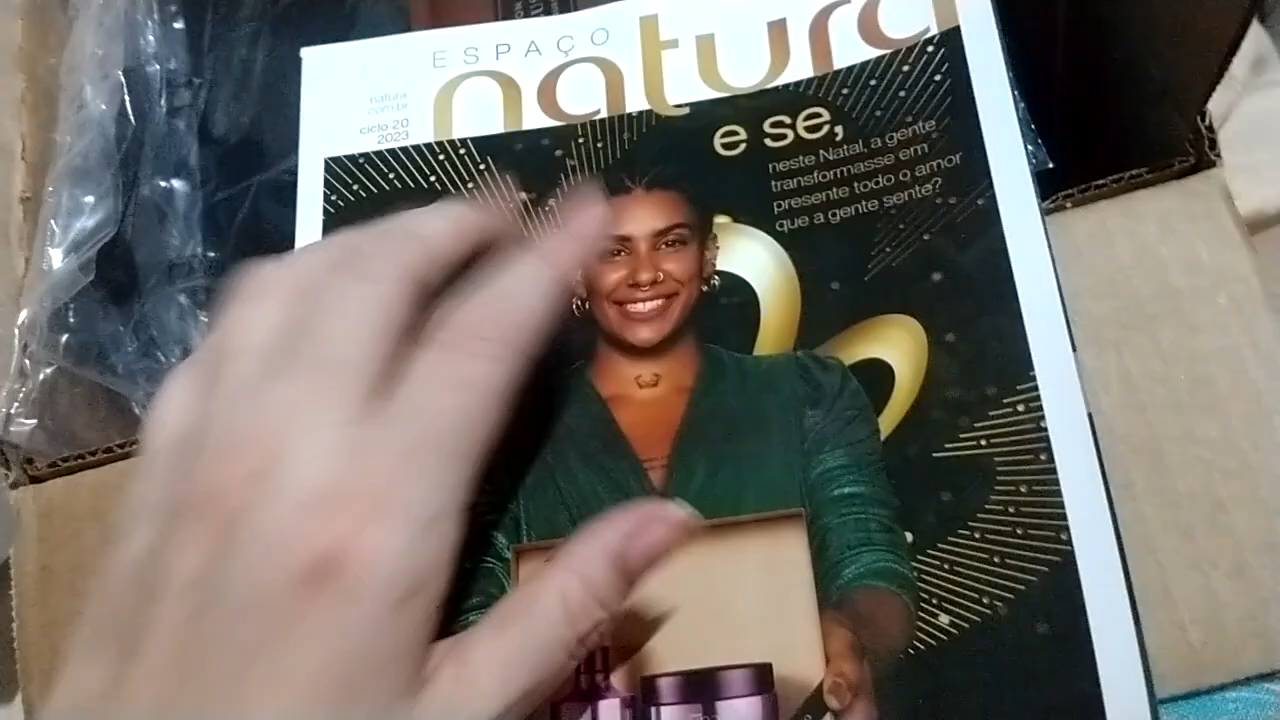 ESPAÇO
natura
natura
com.br
ciclo 20
2023
e se,
neste Natal, a gente
transformasse em
presente todo o amor
que a gente sente?